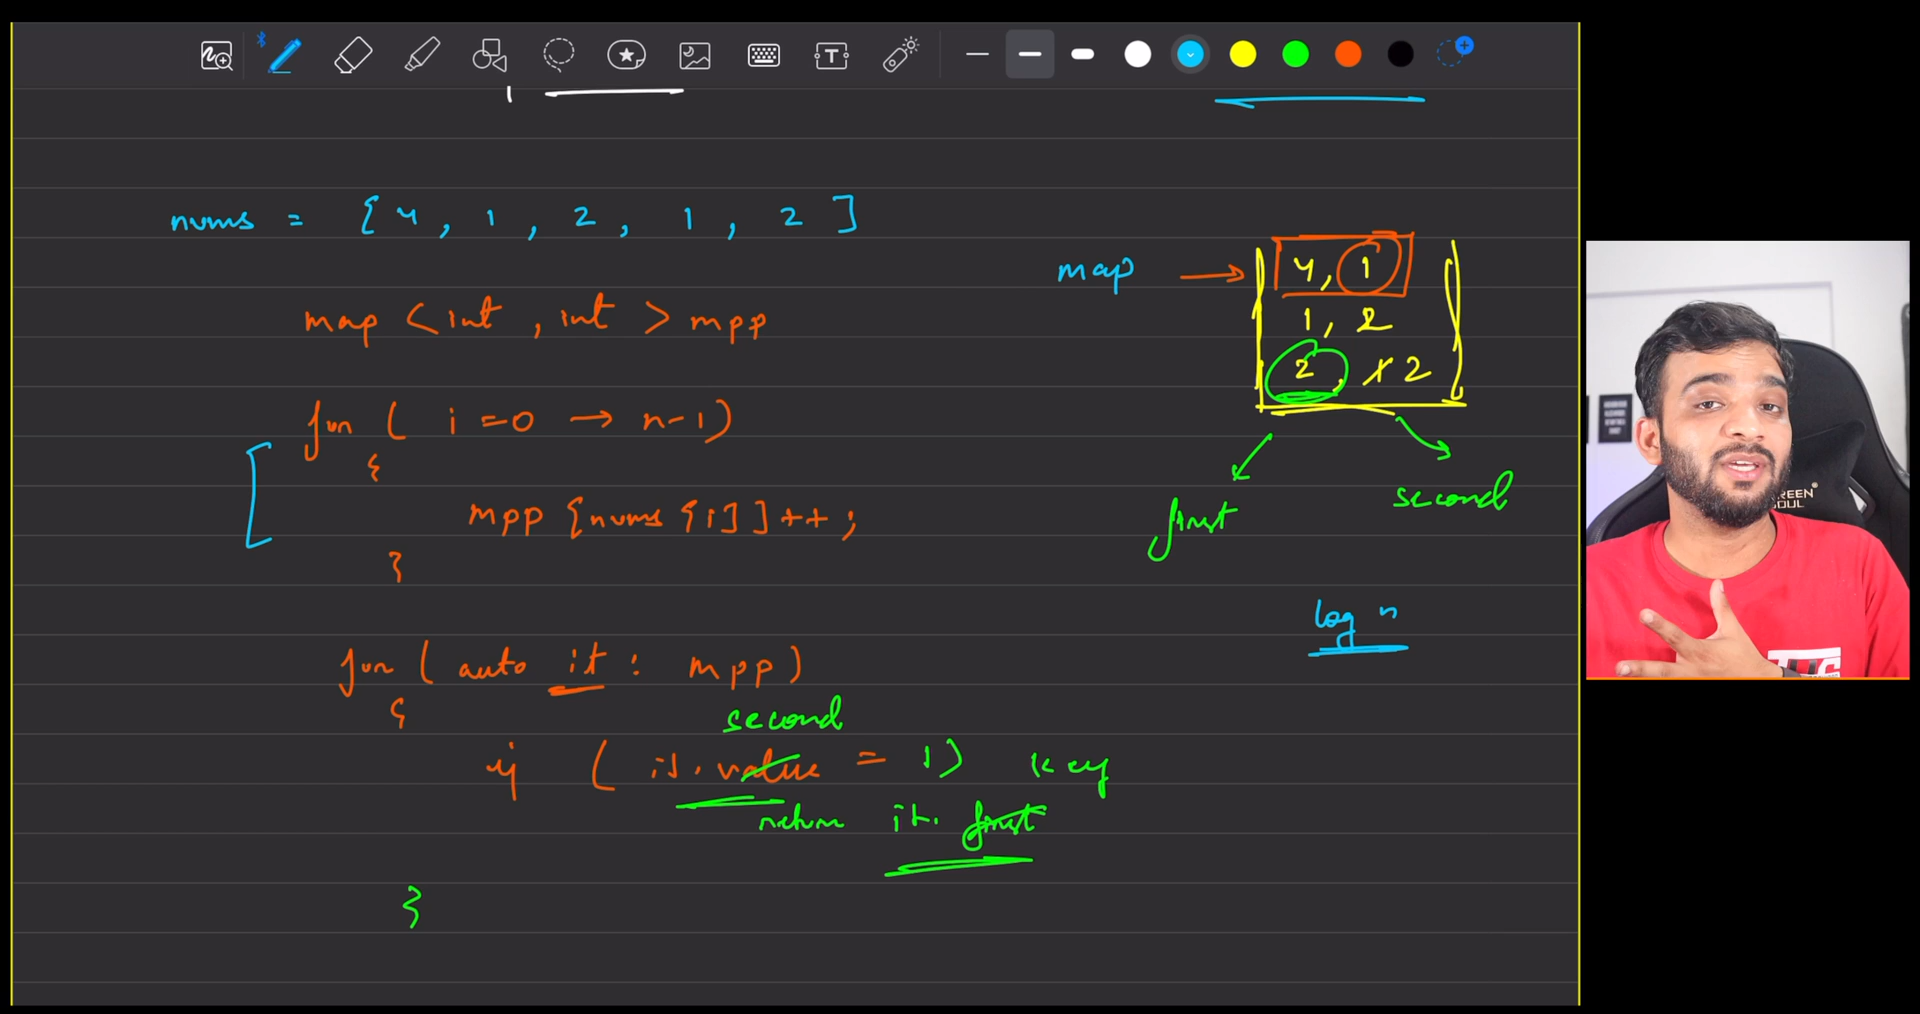 nums = [ 4 , 1 , 2 , 1 , 2 ]
map < int , int > mpp
for ( i = 0 → n-1 )
{
mpp [ nums [ i ] ] ++ ;
}
for ( auto it : mpp )
{
second
if ( it. value = 1 ) key
return it. first
}
map → 4, 1
1, 2
2, 1 2
first
second
log n
T